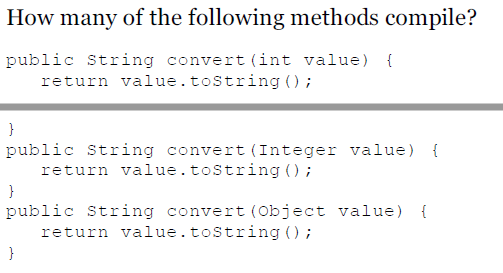 How many of the following methods compile?
public String convert(int value) {
   return value.toString();
}
public String convert(Integer value) {
   return value.toString();
}
public String convert(Object value) {
   return value.toString();
}